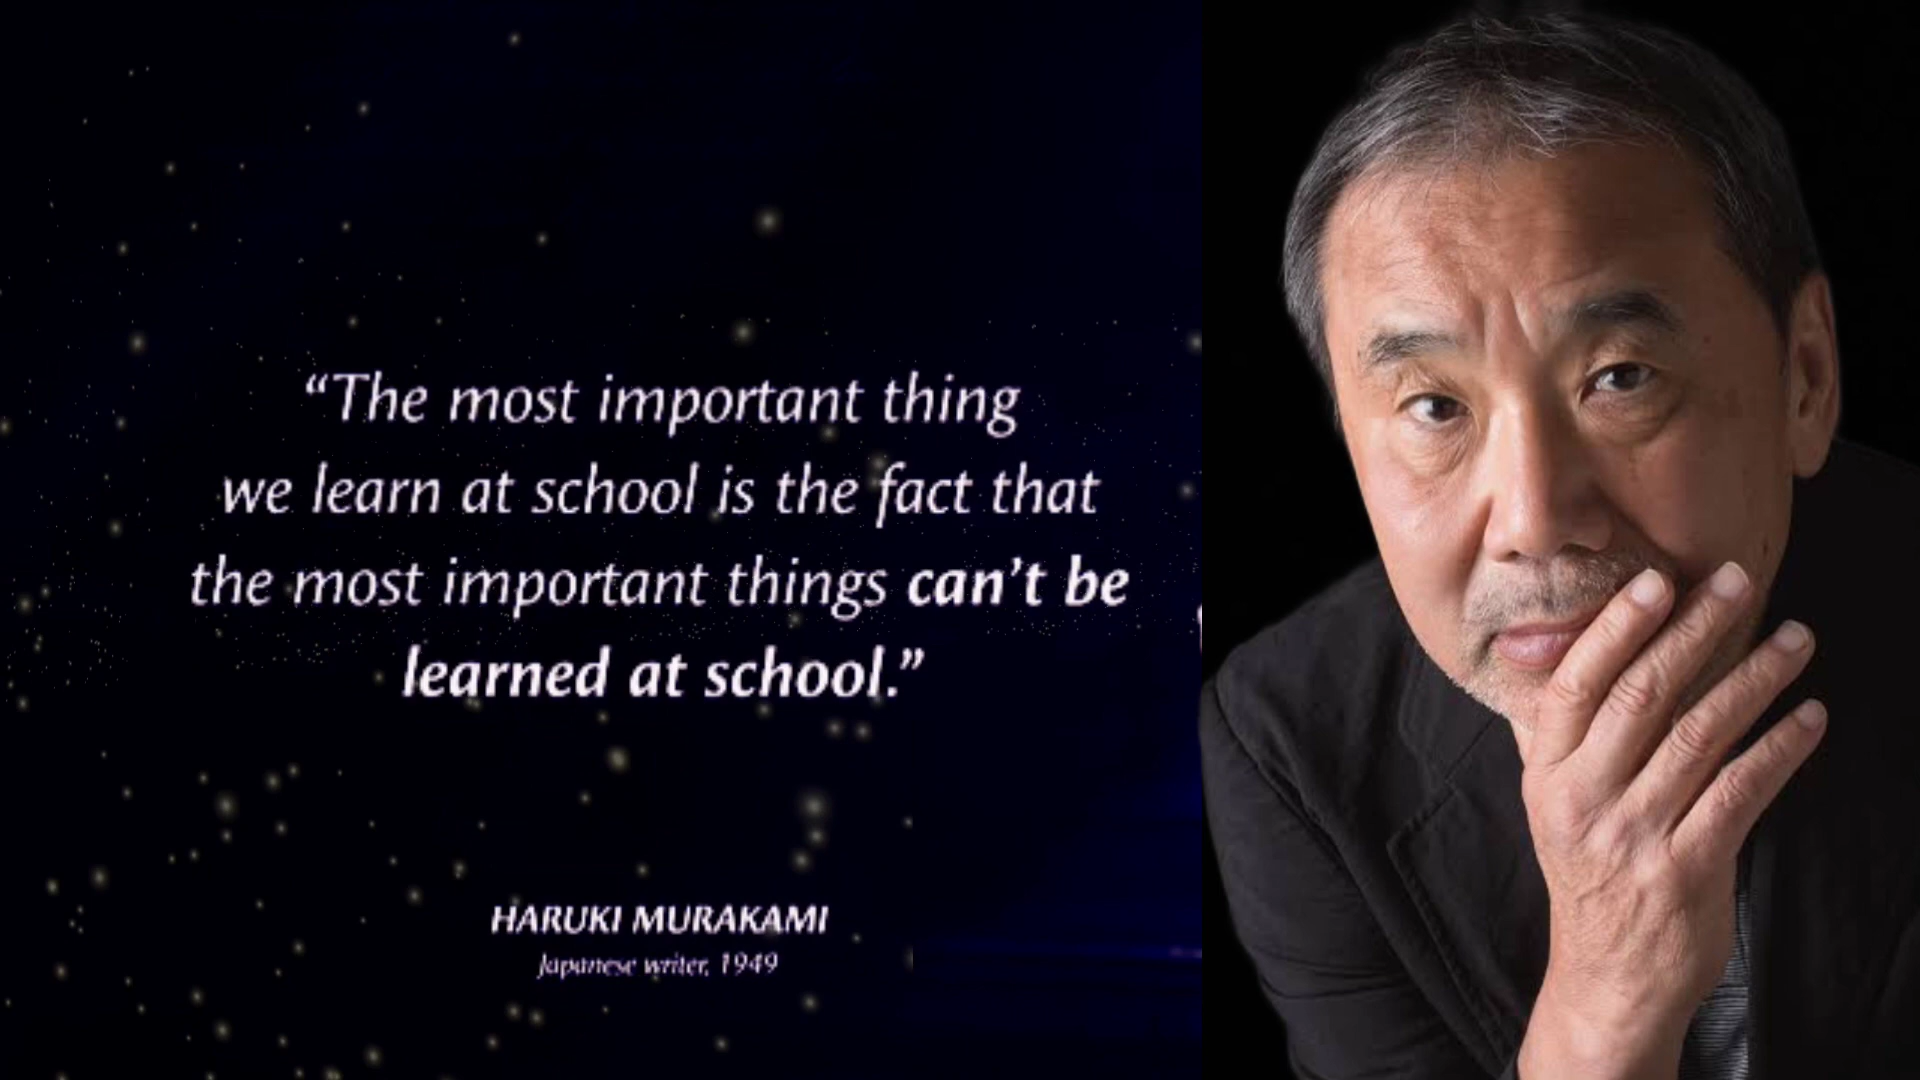 “The most important thing
we learn at school is the fact that
the most important things can’t be
learned at school.”
HARUKI MURAKAMI
Japanese writer, 1949